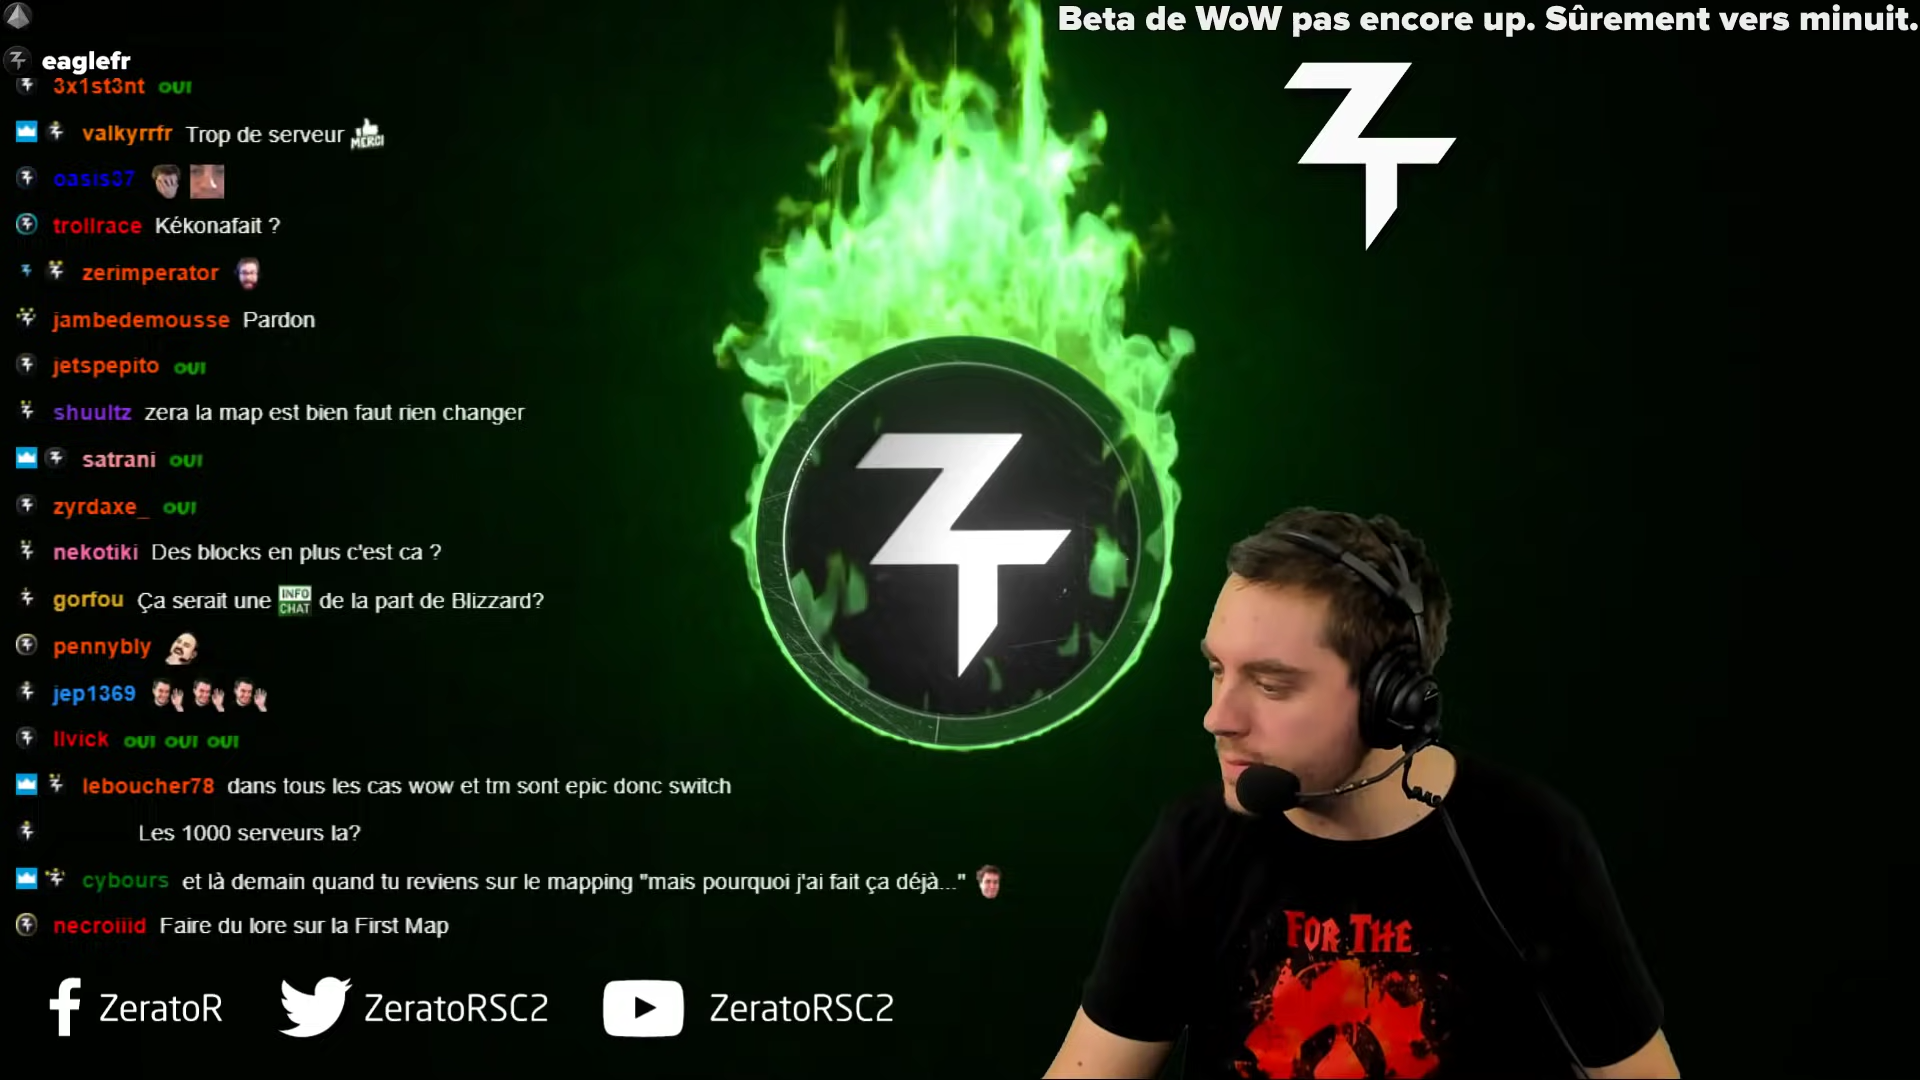 Beta de WoW pas encore up. Sûrement vers minuit.
eaglefr
3x1st3nt OUI
valkyrrfr Trop de serveur MERCI
oasis37
trollrace Kékonafait ?
zerimperator
jambedemousse Pardon
jetspepito OUI
shuultz zera la map est bien faut rien changer
satrani OUI
zyrdaxe_ OUI
nekotiki Des blocks en plus c'est ca ?
gorfou Ça serait une INFO CHAT de la part de Blizzard?
pennybly
jep1369
llvick OUI OUI OUI
leboucher78 dans tous les cas wow et tm sont epic donc switch
Les 1000 serveurs la?
cybours et là demain quand tu reviens sur le mapping "mais pourquoi j'ai fait ça déjà..."
necroiiid Faire du lore sur la First Map
ZeratoR ZeratoRSC2 ZeratoRSC2
ZT
ZT
FOR THE